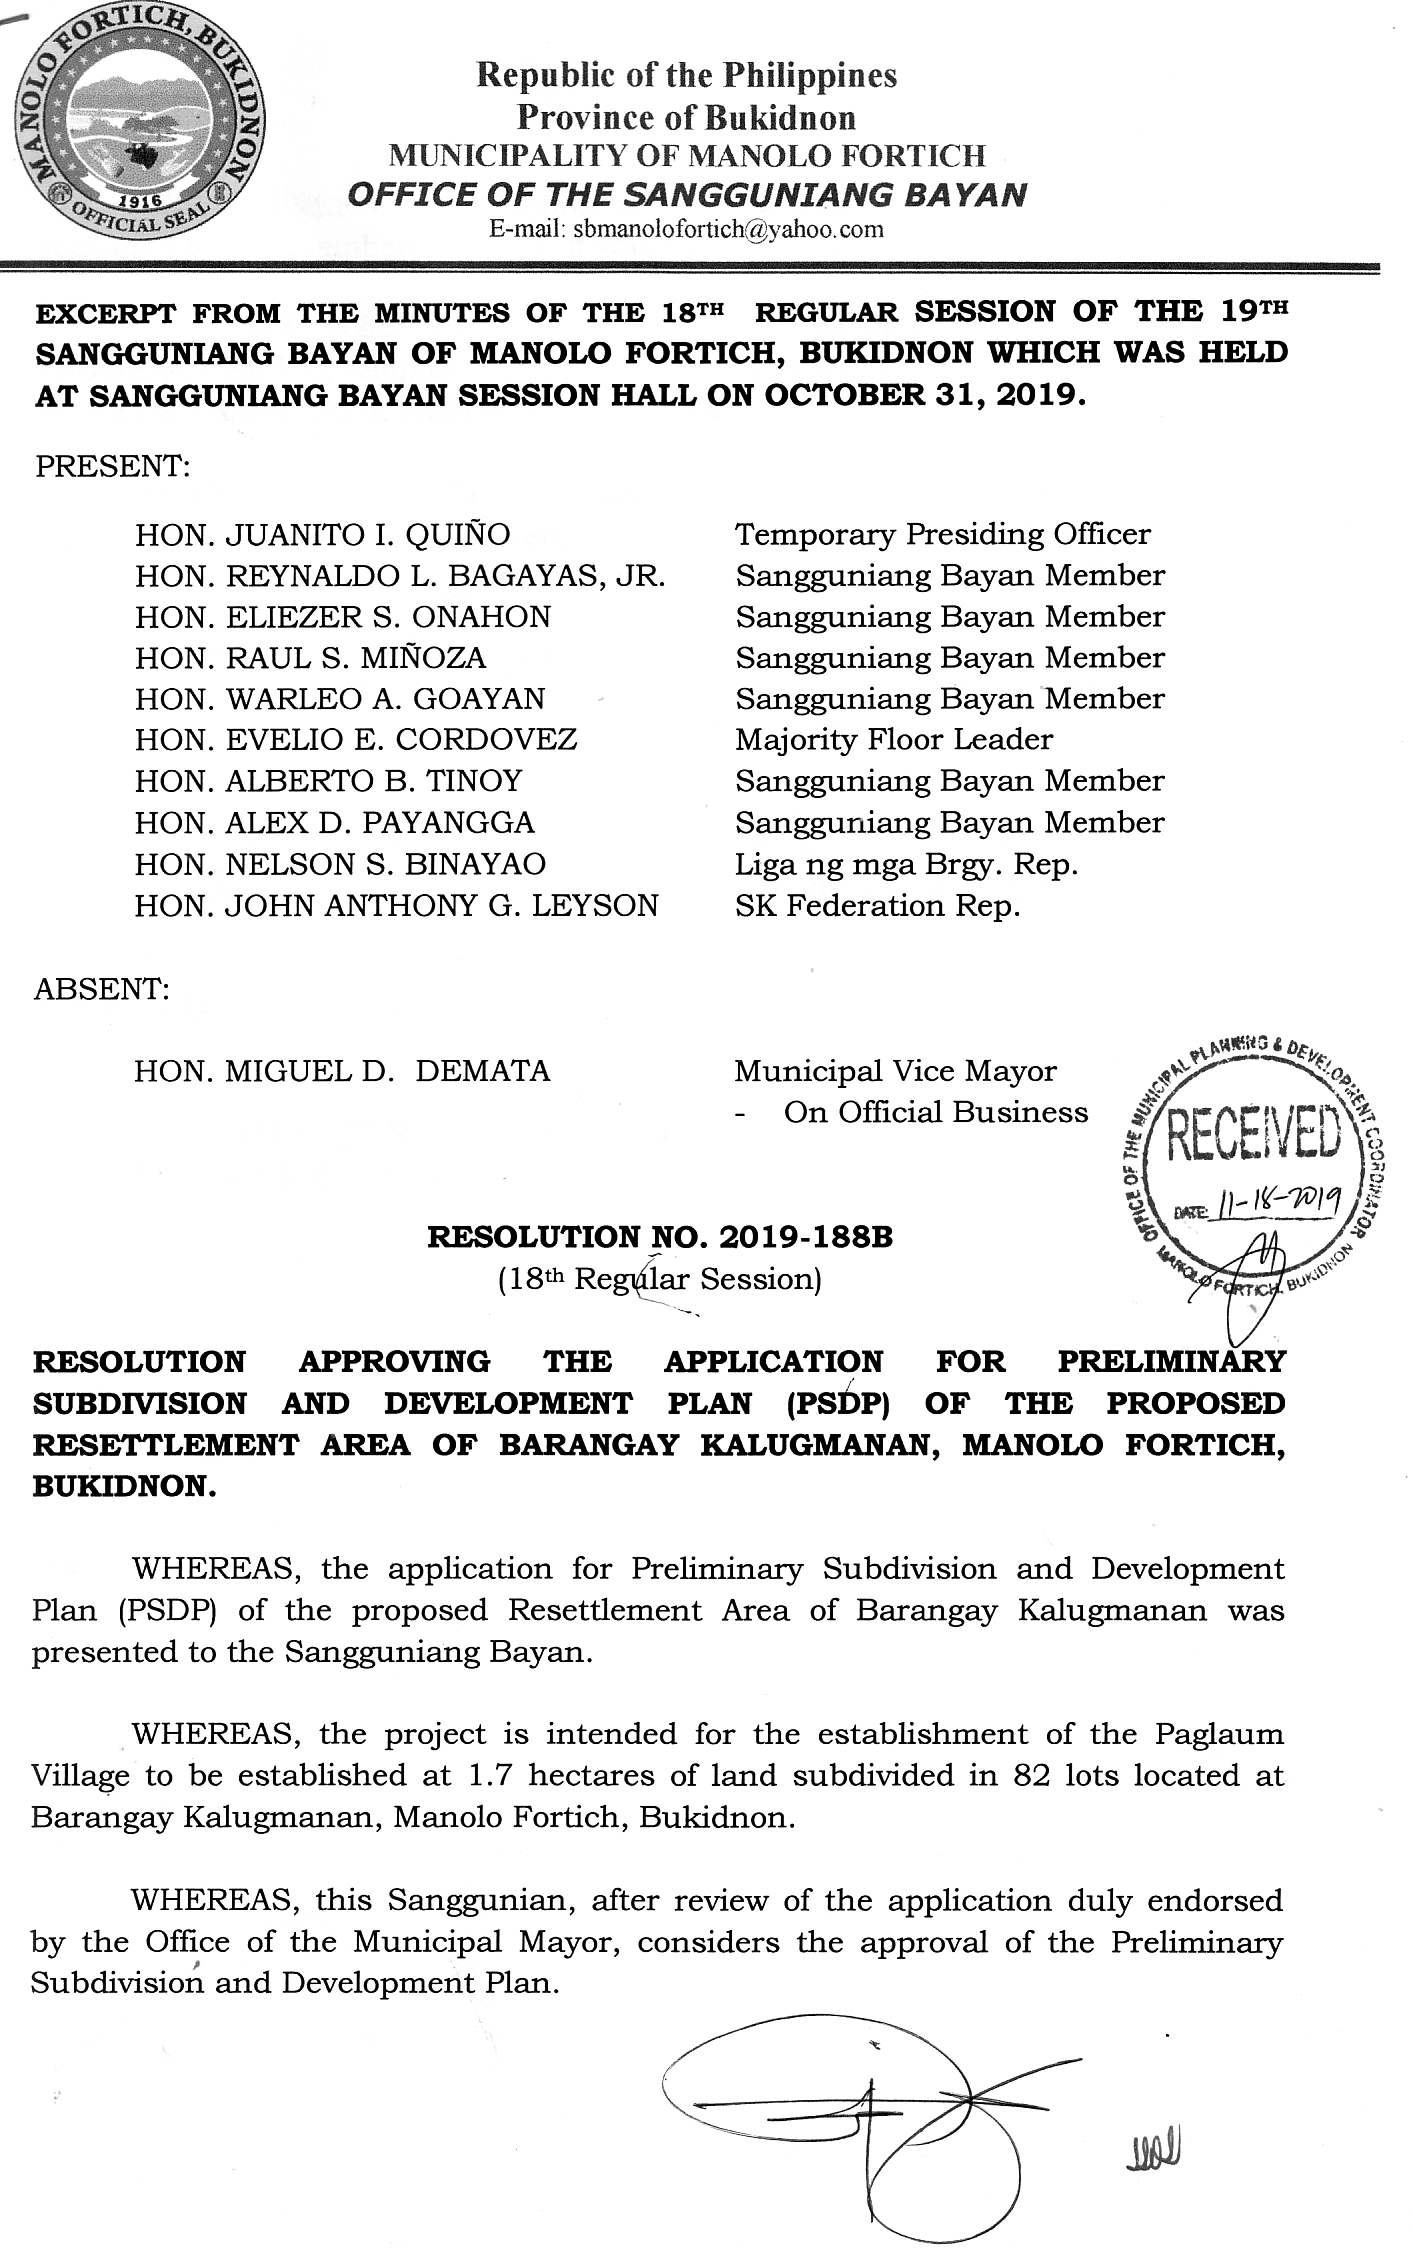 MANOLO FORTICH, BUKIDNON
1916
OFFICIAL SEAL
Republic of the Philippines
Province of Bukidnon
MUNICIPALITY OF MANOLO FORTICH
OFFICE OF THE SANGGUNIANG BAYAN
E-mail: sbmanolofortich@yahoo.com
EXCERPT FROM THE MINUTES OF THE 18TH REGULAR SESSION OF THE 19TH
SANGGUNIANG BAYAN OF MANOLO FORTICH, BUKIDNON WHICH WAS HELD
AT SANGGUNIANG BAYAN SESSION HALL ON OCTOBER 31, 2019.
PRESENT:
HON. JUANITO I. QUIÑO Temporary Presiding Officer
HON. REYNALDO L. BAGAYAS, JR. Sangguniang Bayan Member
HON. ELIEZER S. ONAHON Sangguniang Bayan Member
HON. RAUL S. MIÑOZA Sangguniang Bayan Member
HON. WARLEO A. GOAYAN Sangguniang Bayan Member
HON. EVELIO E. CORDOVEZ Majority Floor Leader
HON. ALBERTO B. TINOY Sangguniang Bayan Member
HON. ALEX D. PAYANGGA Sangguniang Bayan Member
HON. NELSON S. BINAYAO Liga ng mga Brgy. Rep.
HON. JOHN ANTHONY G. LEYSON SK Federation Rep.
ABSENT:
HON. MIGUEL D. DEMATA Municipal Vice Mayor
- On Official Business
OFFICE OF THE MUNICIPAL PLANNING & DEVELOPMENT COORDINATOR
RECEIVED
DATE: 11-18-2019
MANOLO FORTICH, BUKIDNON
RESOLUTION NO. 2019-188B
(18th Regular Session)
RESOLUTION APPROVING THE APPLICATION FOR PRELIMINARY
SUBDIVISION AND DEVELOPMENT PLAN (PSDP) OF THE PROPOSED
RESETTLEMENT AREA OF BARANGAY KALUGMANAN, MANOLO FORTICH,
BUKIDNON.
WHEREAS, the application for Preliminary Subdivision and Development
Plan (PSDP) of the proposed Resettlement Area of Barangay Kalugmanan was
presented to the Sangguniang Bayan.
WHEREAS, the project is intended for the establishment of the Paglaum
Village to be established at 1.7 hectares of land subdivided in 82 lots located at
Barangay Kalugmanan, Manolo Fortich, Bukidnon.
WHEREAS, this Sanggunian, after review of the application duly endorsed
by the Office of the Municipal Mayor, considers the approval of the Preliminary
Subdivision and Development Plan.